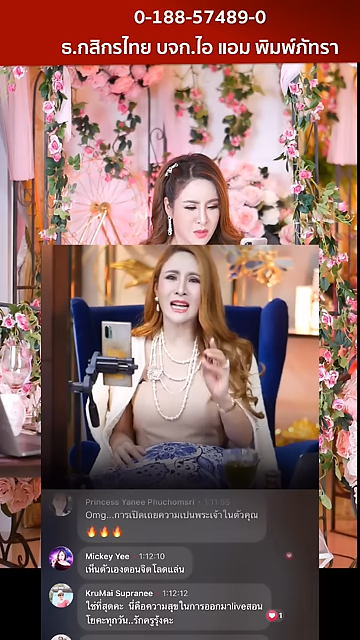 0-188-57489-0
ธ.กสิกรไทย บจก.ไอ แอม พิมพ์ภัทรา
Princess Yanee Phuchomsri · 1:11:55
Omg...การเปิดเถยความเปนพระเจ้าในตัวคุณ
Mickey Yee 1:12:10
เห็นตัวเองตอนจิตโลดแล่น
KruMai Supranee 1:12:12
ใช่ที่สุดคะ นี่คือความสุขในการออกมาliveสอน
โยคะทุกวัน..รักครูรุ้งคะ
1